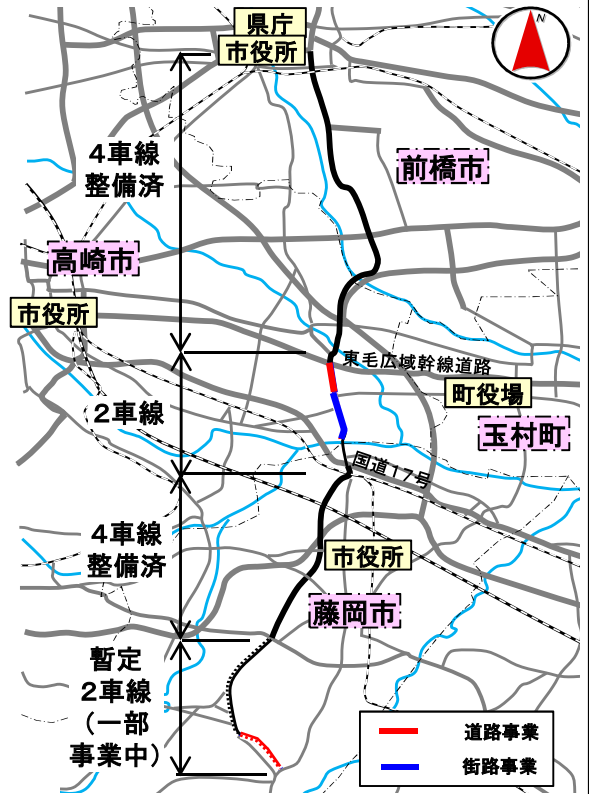 県庁
市役所
N
4車線
整備済
前橋市
高崎市
市役所
東毛広域幹線道路
町役場
2車線
玉村町
国道17号
4車線
整備済
市役所
藤岡市
暫定
2車線
(一部
事業中)
道路事業
街路事業